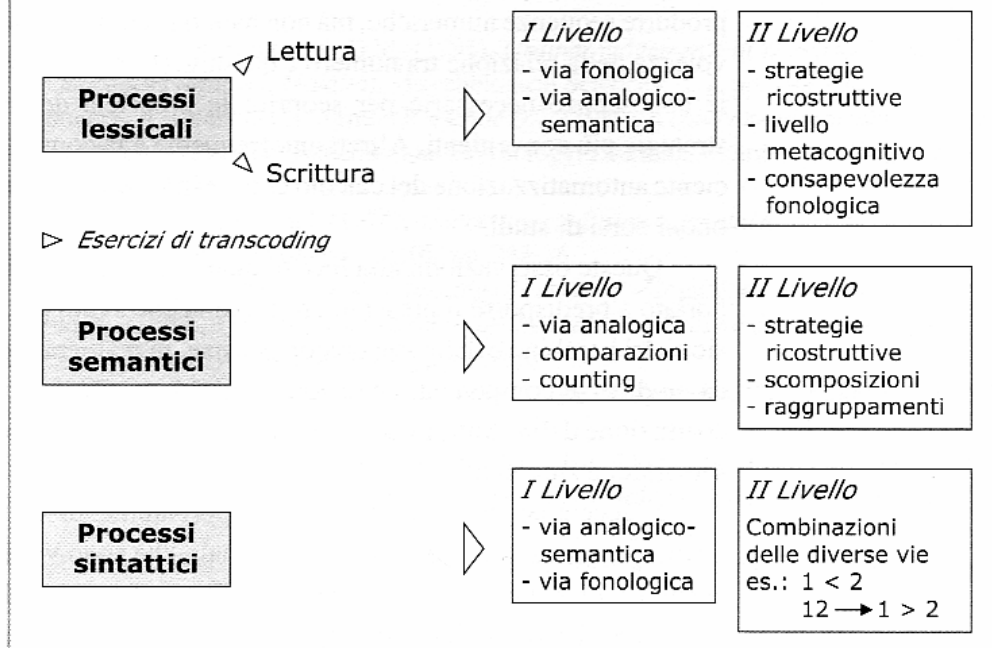 Processi
lessicali
Lettura
Scrittura
I Livello
- via fonologica
- via analogico-
semantica
II Livello
- strategie
ricostruttive
- livello
metacognitivo
- consapevolezza
fonologica
Esercizi di transcoding
Processi
semantici
I Livello
- via analogica
- comparazioni
- counting
II Livello
- strategie
ricostruttive
- scomposizioni
- raggruppamenti
Processi
sintattici
I Livello
- via analogico-
semantica
- via fonologica
II Livello
Combinazioni
delle diverse vie
es.: 1 < 2
12 → 1 > 2